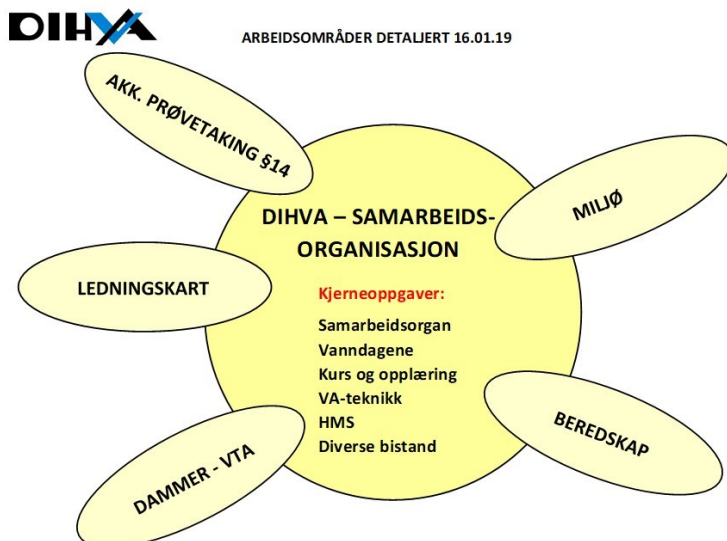 DIHVA
ARBEIDSOMRÅDER DETALJERT 16.01.19
AKK. PRØVETAKING §14
MILJØ
DIHVA – SAMARBEIDS-
ORGANISASJON
LEDNINGSKART
Kjerneoppgaver:
Samarbeidsorgan
Vanndagene
Kurs og opplæring
VA-teknikk
HMS
Diverse bistand
BEREDSKAP
DAMMER - VTA